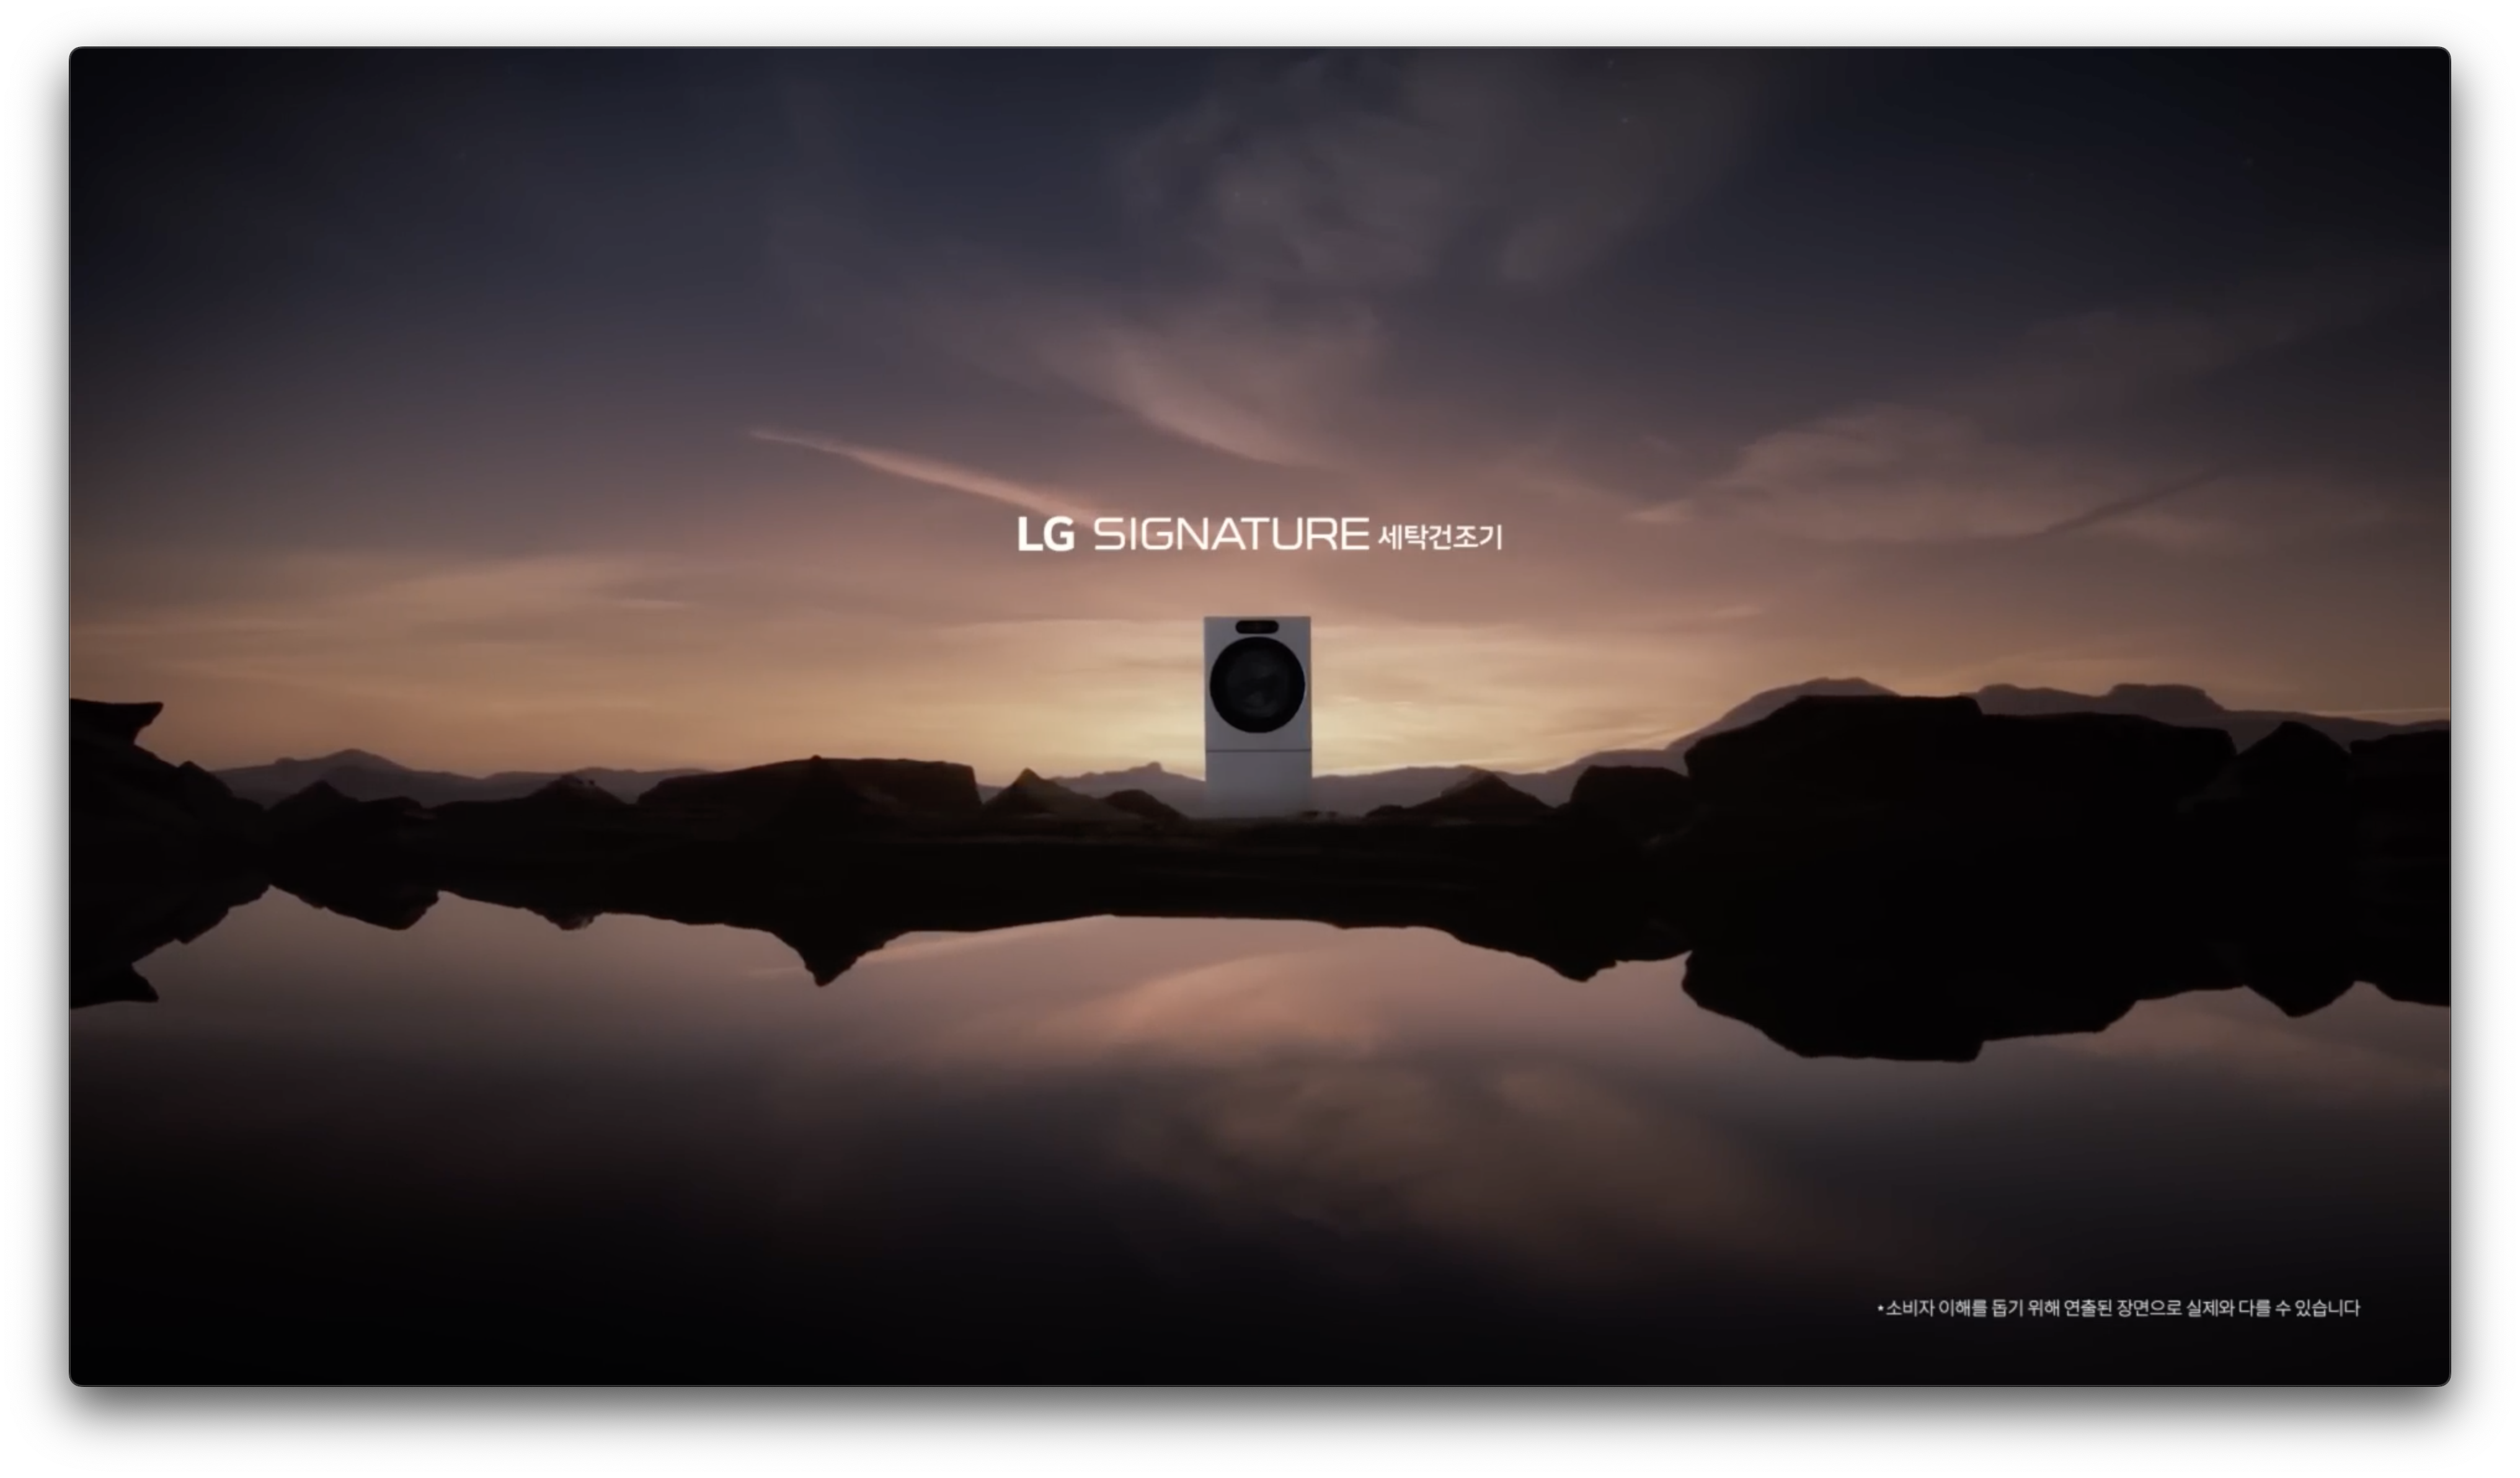 LG SIGNATURE 세탁건조기
*소비자 이해를 돕기 위해 연출된 장면으로 실제와 다를 수 있습니다